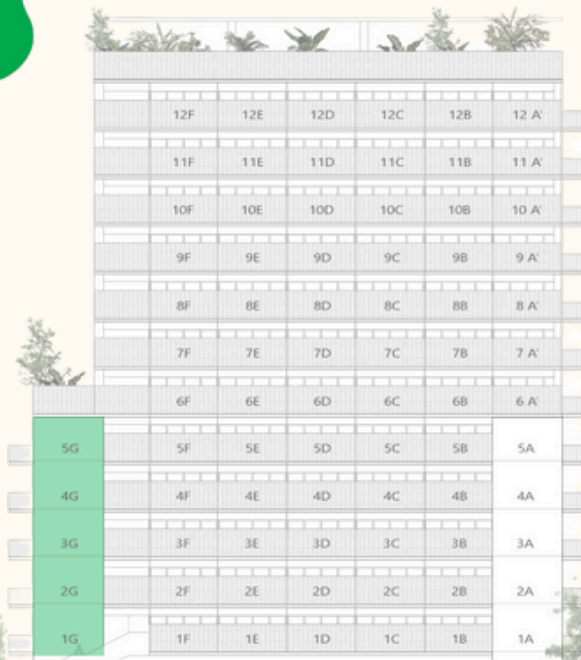 12F 12E 12D 12C 12B 12 A'
11F 11E 11D 11C 11B 11 A'
10F 10E 10D 10C 10B 10 A'
9F 9E 9D 9C 9B 9 A'
8F 8E 8D 8C 8B 8 A'
7F 7E 7D 7C 7B 7 A'
6F 6E 6D 6C 6B 6 A'
5G 5F 5E 5D 5C 5B 5A
4G 4F 4E 4D 4C 4B 4A
3G 3F 3E 3D 3C 3B 3A
2G 2F 2E 2D 2C 2B 2A
1G 1F 1E 1D 1C 1B 1A